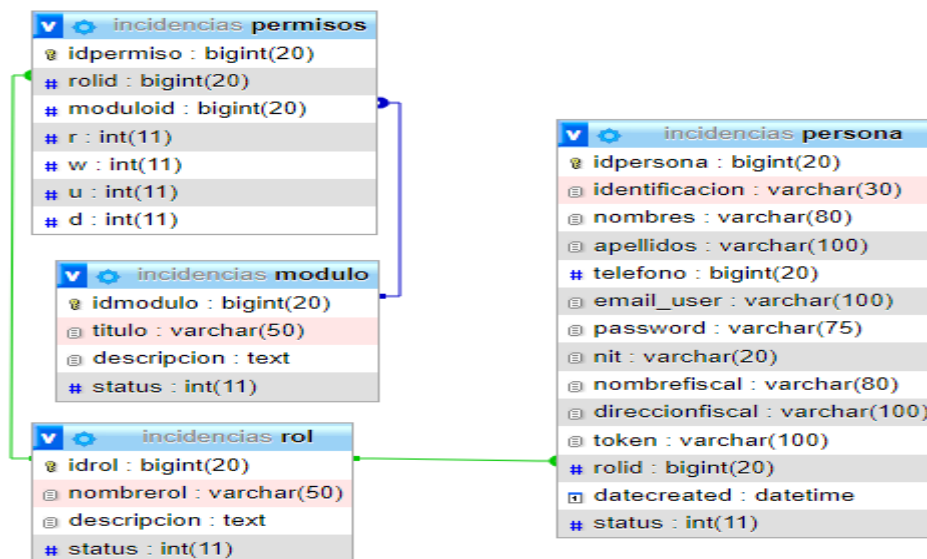 incidencias permisos
idpermiso : bigint(20)
rolid : bigint(20)
moduloid : bigint(20)
r : int(11)
w : int(11)
u : int(11)
d : int(11)
incidencias modulo
idmodulo : bigint(20)
titulo : varchar(50)
descripcion : text
status : int(11)
incidencias rol
idrol : bigint(20)
nombrerol : varchar(50)
descripcion : text
status : int(11)
incidencias persona
idpersona : bigint(20)
identificacion : varchar(30)
nombres : varchar(80)
apellidos : varchar(100)
telefono : bigint(20)
email_user : varchar(100)
password : varchar(75)
nit : varchar(20)
nombrefiscal : varchar(80)
direccionfiscal : varchar(100)
token : varchar(100)
rolid : bigint(20)
datecreated : datetime
status : int(11)